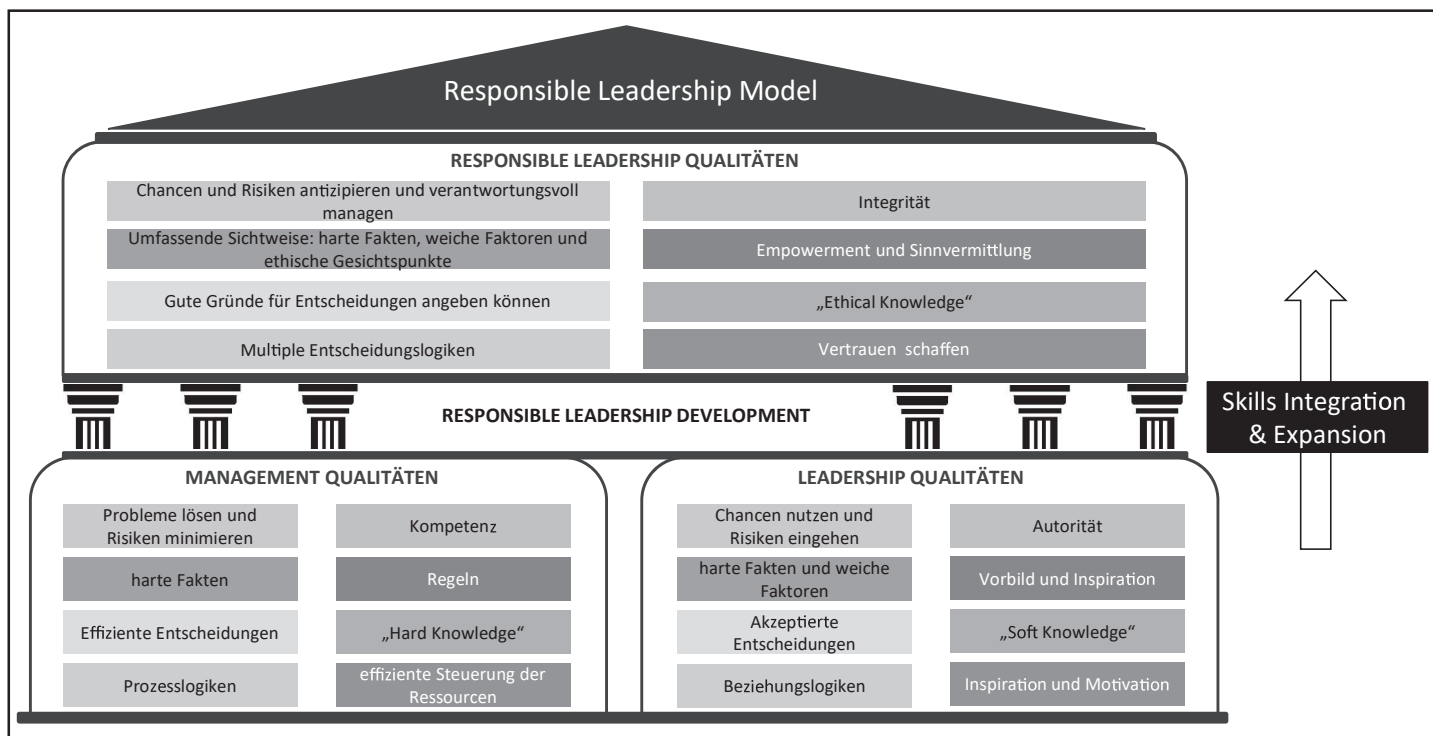 Responsible Leadership Model
RESPONSIBLE LEADERSHIP QUALITÄTEN
Chancen und Risiken antizipieren und verantwortungsvoll
managen
Integrität
Umfassende Sichtweise: harte Fakten, weiche Faktoren und
ethische Gesichtspunkte
Empowerment und Sinnvermittlung
Gute Gründe für Entscheidungen angeben können
„Ethical Knowledge“
Multiple Entscheidungslogiken
Vertrauen schaffen
RESPONSIBLE LEADERSHIP DEVELOPMENT
Skills Integration
& Expansion
MANAGEMENT QUALITÄTEN
Probleme lösen und
Risiken minimieren
Kompetenz
harte Fakten
Regeln
Effiziente Entscheidungen
„Hard Knowledge“
Prozesslogiken
effiziente Steuerung der
Ressourcen
LEADERSHIP QUALITÄTEN
Chancen nutzen und
Risiken eingehen
Autorität
harte Fakten und weiche
Faktoren
Vorbild und Inspiration
Akzeptierte
Entscheidungen
„Soft Knowledge“
Beziehungslogiken
Inspiration und Motivation